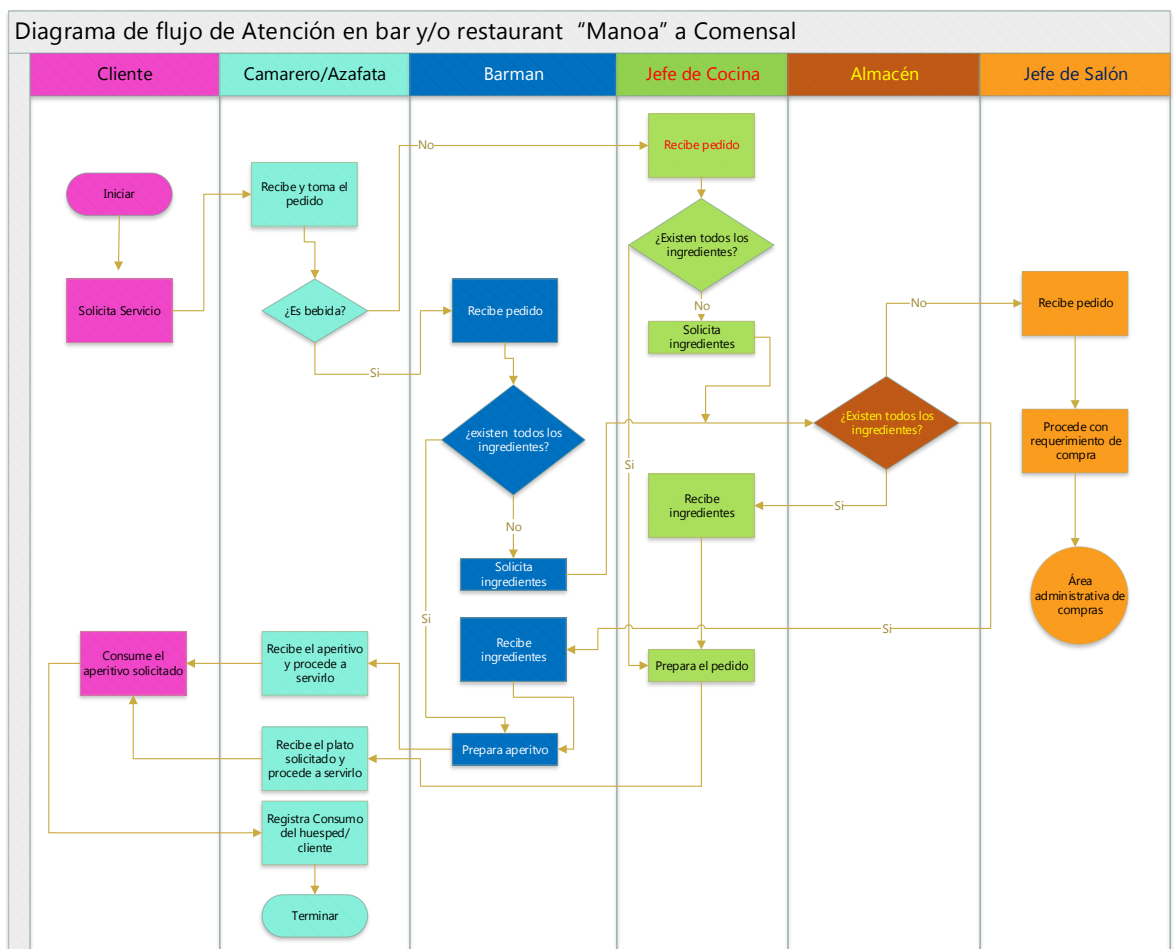 Diagrama de flujo de Atención en bar y/o restaurant "Manoa" a Comensal
Cliente
Camarero/Azafata
Barman
Jefe de Cocina
Almacén
Jefe de Salón
No
Recibe pedido
Iniciar
Recibe y toma el
pedido
¿Existen todos los
ingredientes?
Solicita Servicio
¿Es bebida?
Recibe pedido
No
Solicita
ingredientes
No
Recibe pedido
Si
¿existen todos los
ingredientes?
¿Existen todos los
ingredientes?
Procede con
requerimiento de
compra
Si
Recibe
ingredientes
Si
No
Solicita
ingredientes
Área
administrativa de
compras
Si
Si
Consume el
aperitivo solicitado
Recibe el aperitivo
y procede a
servirlo
Recibe
ingredientes
Prepara el pedido
Recibe el plato
solicitado y
procede a servirlo
Prepara aperitvo
Registra Consumo
del huesped/
cliente
Terminar